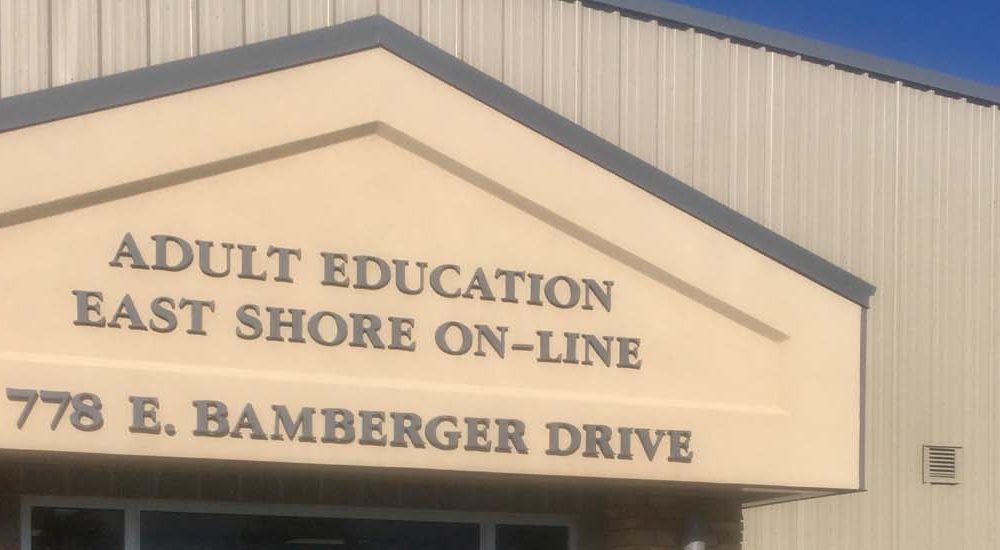 ADULT EDUCATION
EAST SHORE ON-LINE
778 E. BAMBERGER DRIVE